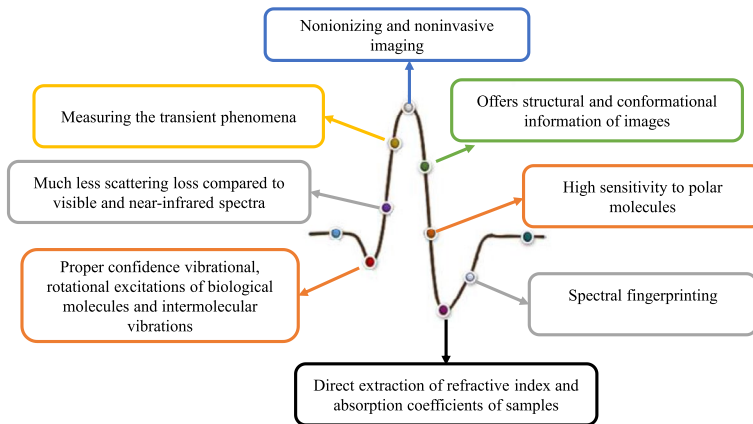 Nonionizing and noninvasive
imaging
Measuring the transient phenomena
Offers structural and conformational
information of images
Much less scattering loss compared to
visible and near-infrared spectra
High sensitivity to polar
molecules
Proper confidence vibrational,
rotational excitations of biological
molecules and intermolecular
vibrations
Spectral fingerprinting
Direct extraction of refractive index and
absorption coefficients of samples